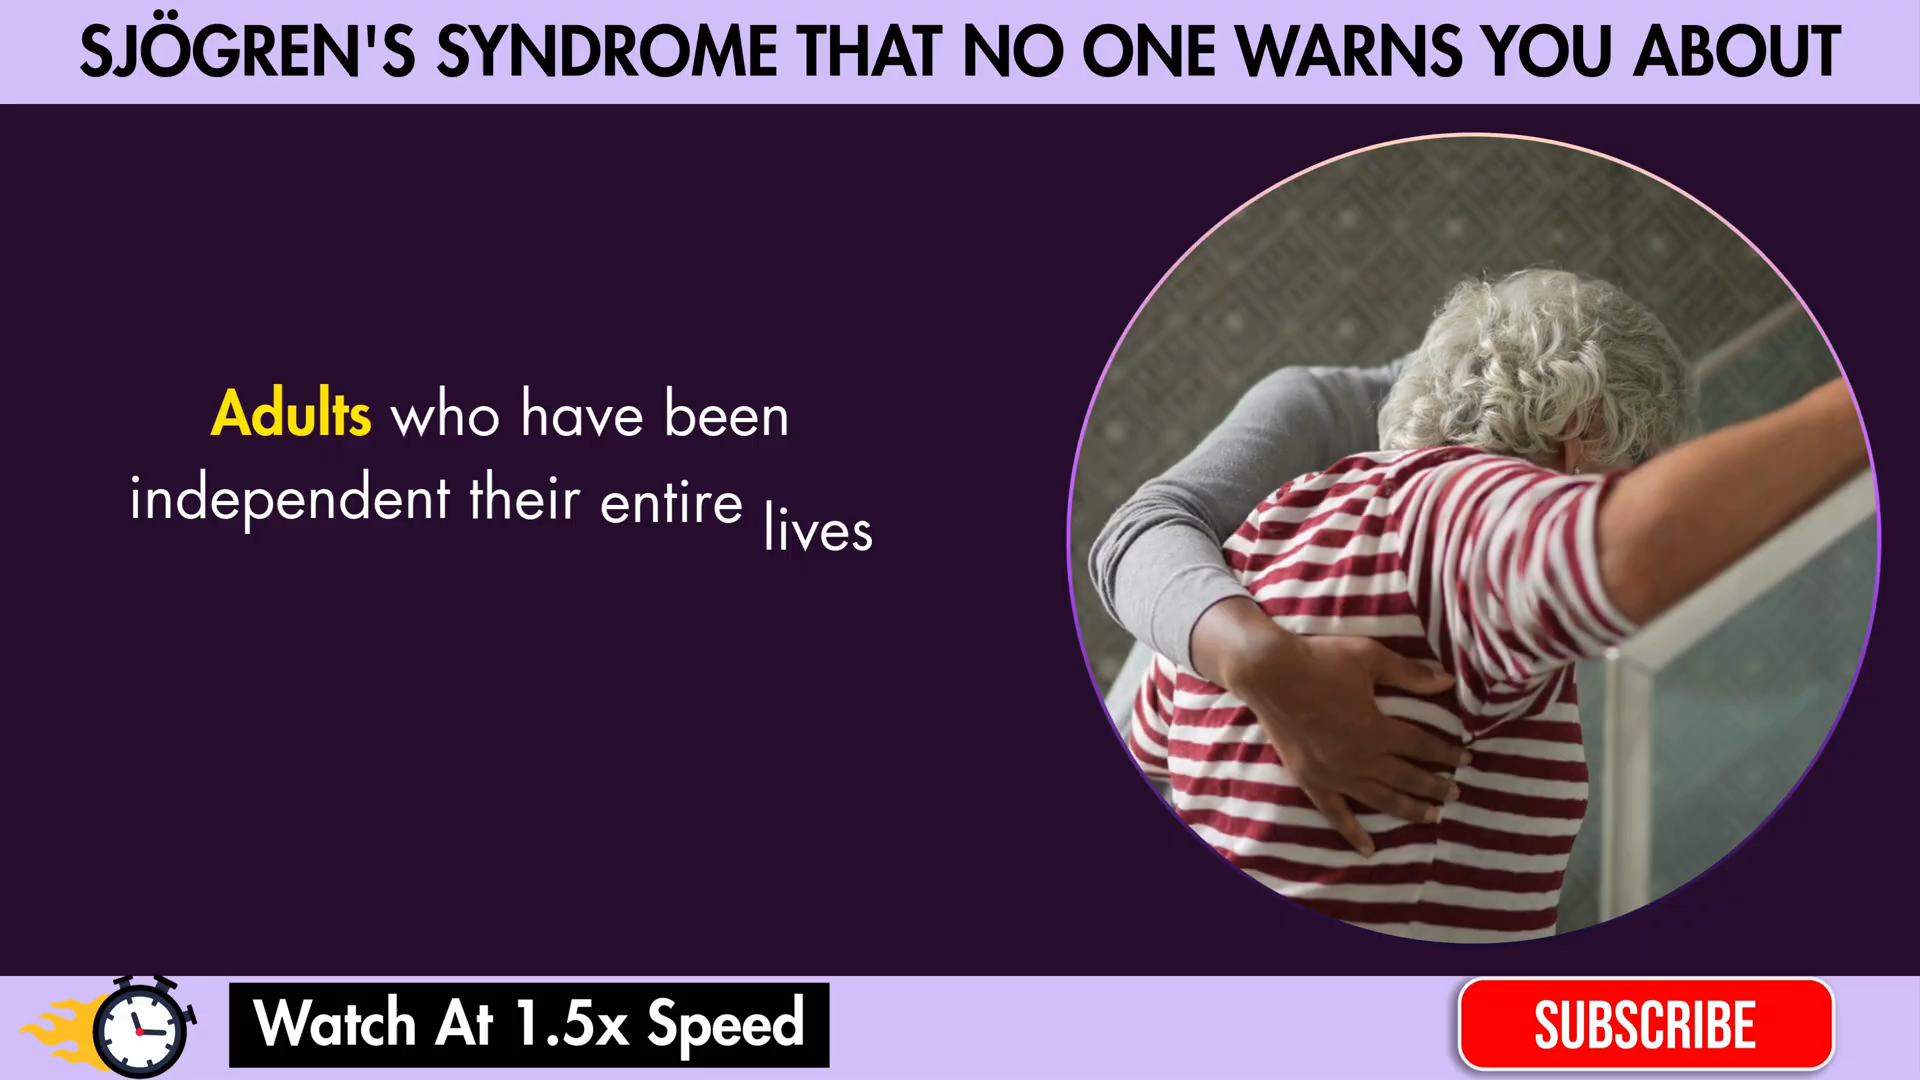 SJÖGREN'S SYNDROME THAT NO ONE WARNS YOU ABOUT
Adults who have been
independent their entire lives
Watch At 1.5x Speed
SUBSCRIBE